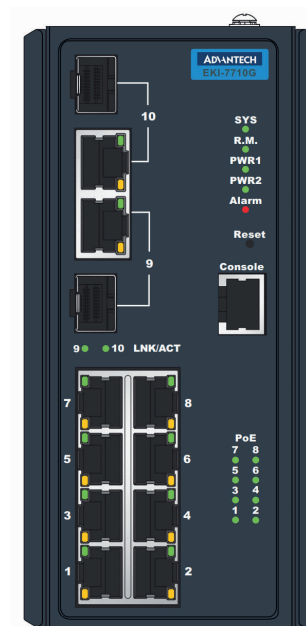 ADVANTECH
EKI-7710G
10
SYS
R.M.
PWR1
PWR2
Alarm
Reset
9
Console
9 10 LNK/ACT
7 8
5 6
3 4
1 2
PoE
7 8
5 6
3 4
1 2